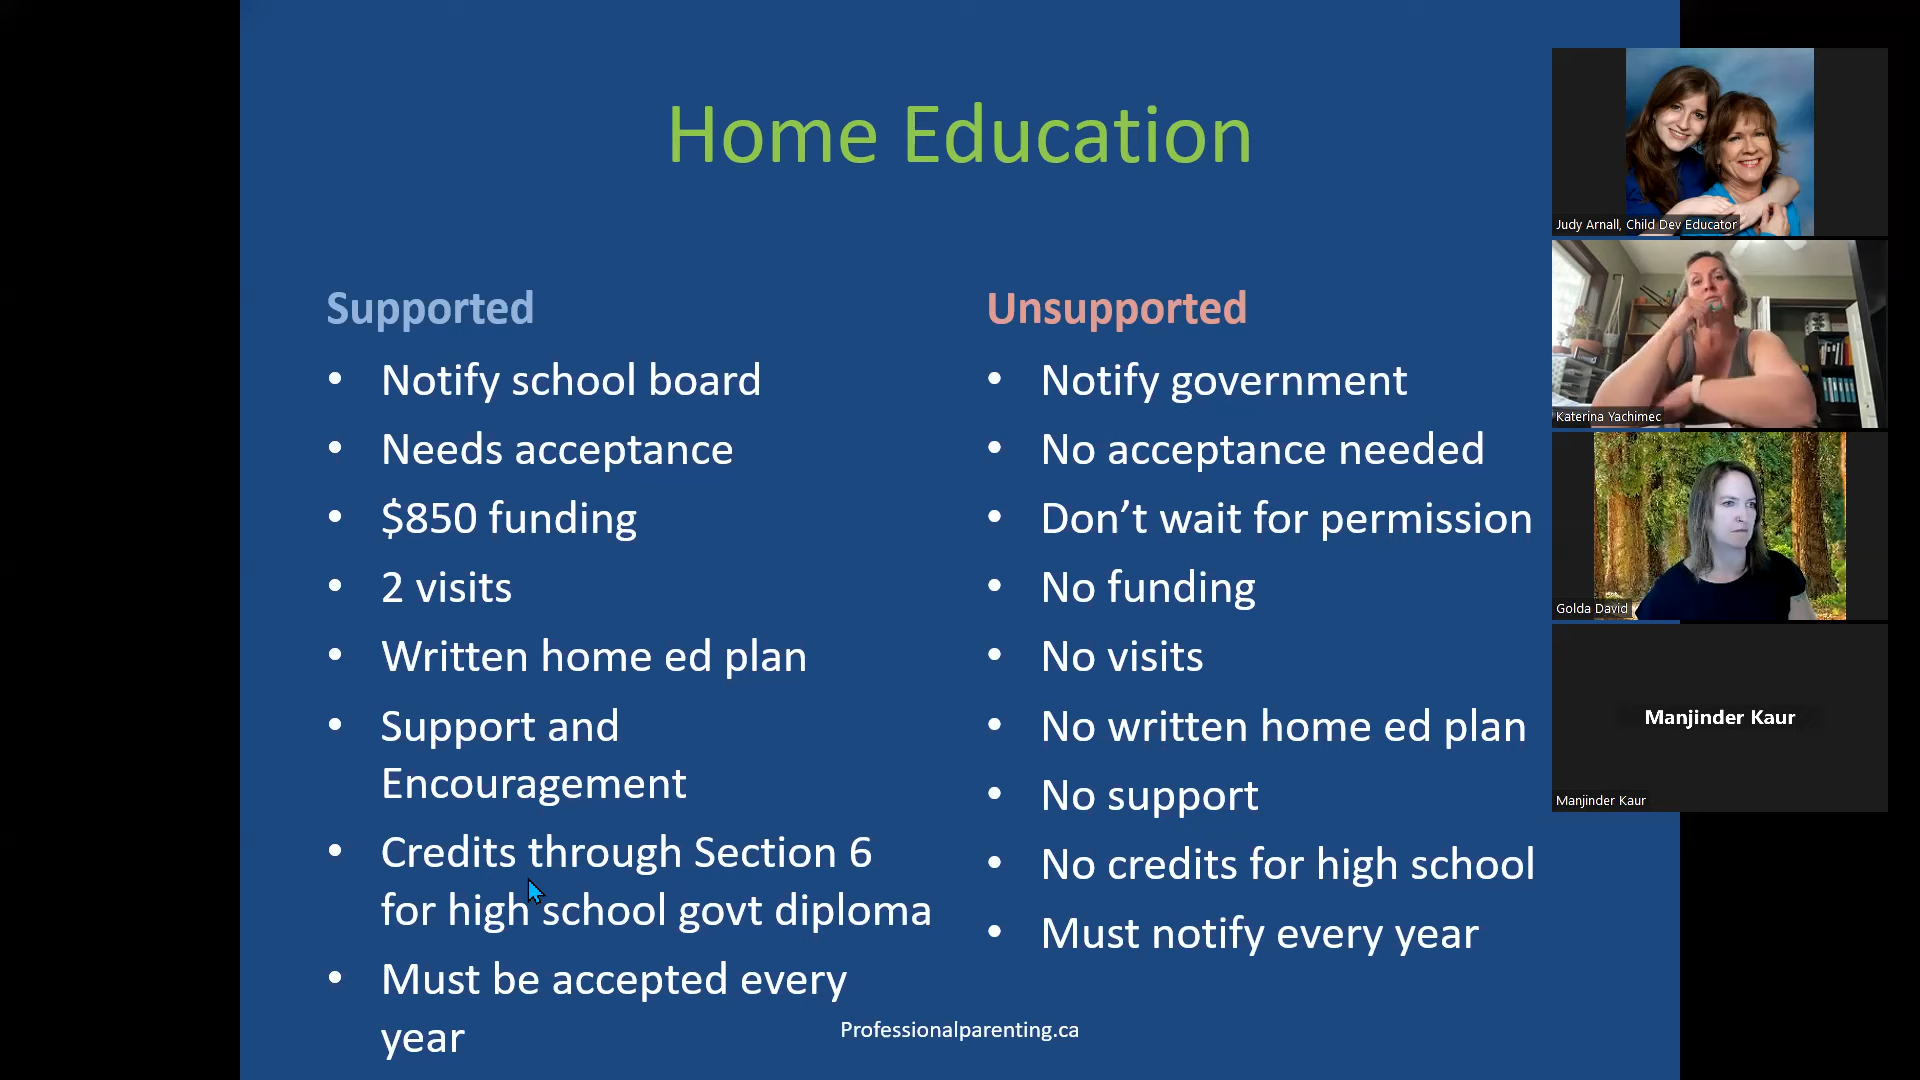 Home Education
Supported
• Notify school board
• Needs acceptance
• $850 funding
• 2 visits
• Written home ed plan
• Support and
Encouragement
• Credits through Section 6
for high school govt diploma
• Must be accepted every
year
Unsupported
• Notify government
• No acceptance needed
• Don’t wait for permission
• No funding
• No visits
• No written home ed plan
• No support
• No credits for high school
• Must notify every year
Professionalparenting.ca
Judy Arnall, Child Dev Educator
Katerina Yachimec
Golda David
Manjinder Kaur
Manjinder Kaur